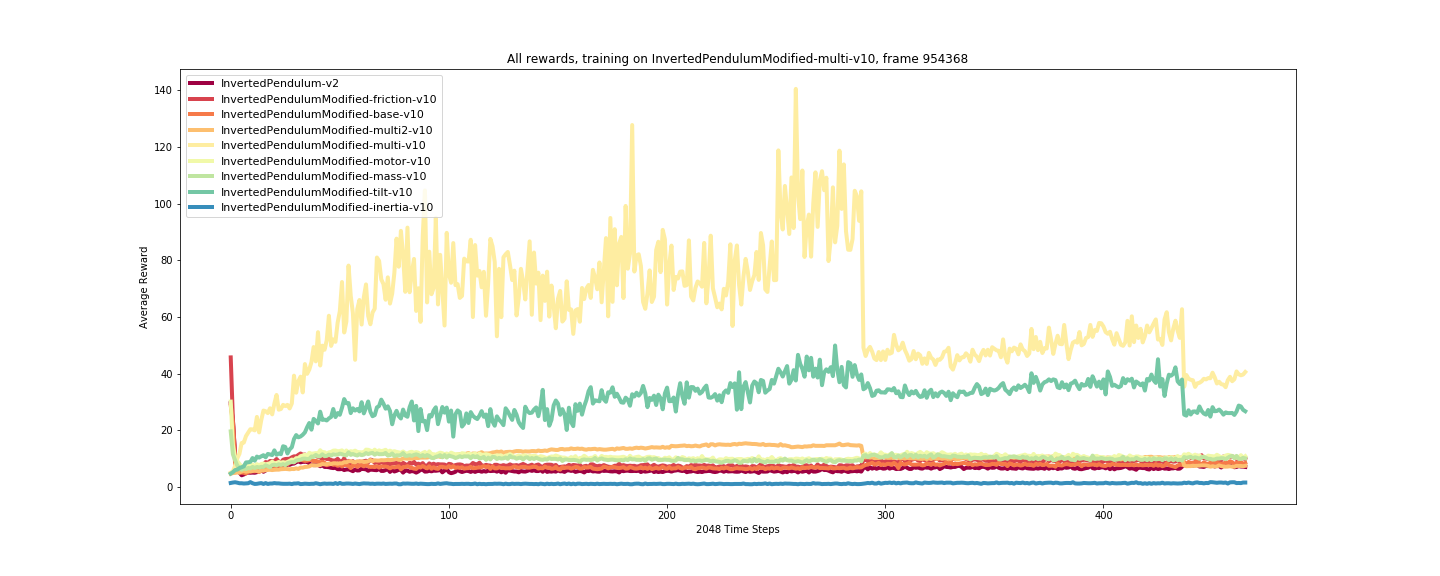 All rewards, training on InvertedPendulumModified-multi-v10, frame 954368
InvertedPendulum-v2
InvertedPendulumModified-friction-v10
InvertedPendulumModified-base-v10
InvertedPendulumModified-multi2-v10
InvertedPendulumModified-multi-v10
InvertedPendulumModified-motor-v10
InvertedPendulumModified-mass-v10
InvertedPendulumModified-tilt-v10
InvertedPendulumModified-inertia-v10
Average Reward
140
120
100
80
60
40
20
0
0 100 200 300 400
2048 Time Steps